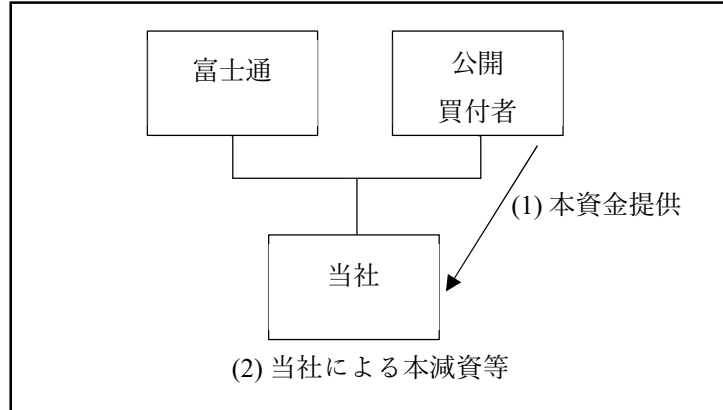 富士通
公開
買付者
(1) 本資金提供
当社
(2) 当社による本減資等